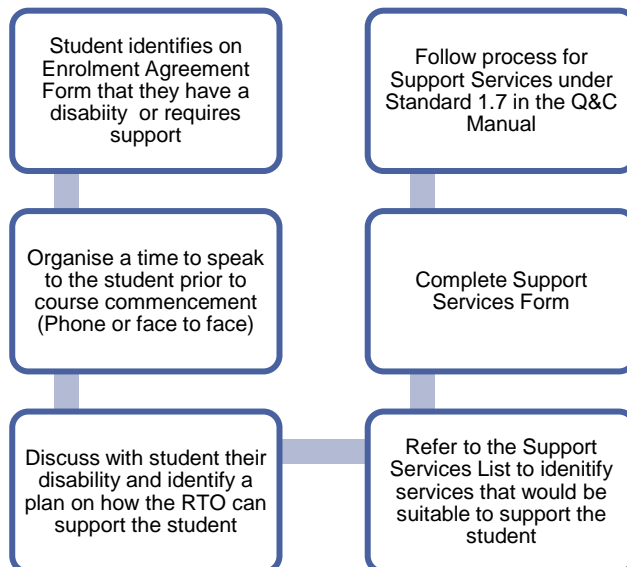 Student identifies on
Enrolment Agreement
Form that they have a
disabiity or requires
support
Organise a time to speak
to the student prior to
course commencement
(Phone or face to face)
Discuss with student their
disability and identify a
plan on how the RTO can
support the student
Refer to the Support
Services List to idenitify
services that would be
suitable to support the
student
Complete Support
Services Form
Follow process for
Support Services under
Standard 1.7 in the Q&C
Manual